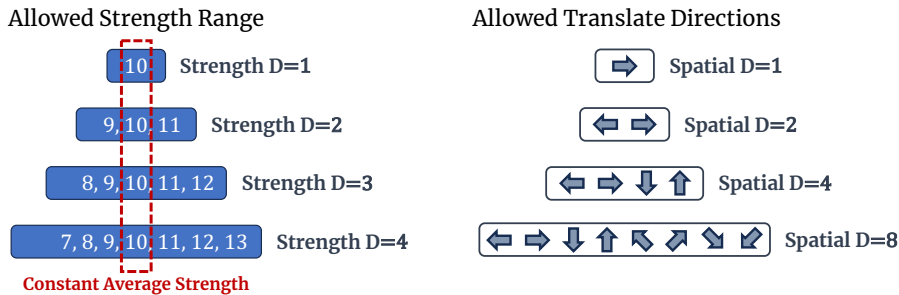 Allowed Strength Range
10
Strength D=1
9, 10, 11
Strength D=2
8, 9, 10, 11, 12
Strength D=3
7, 8, 9, 10, 11, 12, 13
Strength D=4
Constant Average Strength
Allowed Translate Directions
Spatial D=1
Spatial D=2
Spatial D=4
Spatial D=8